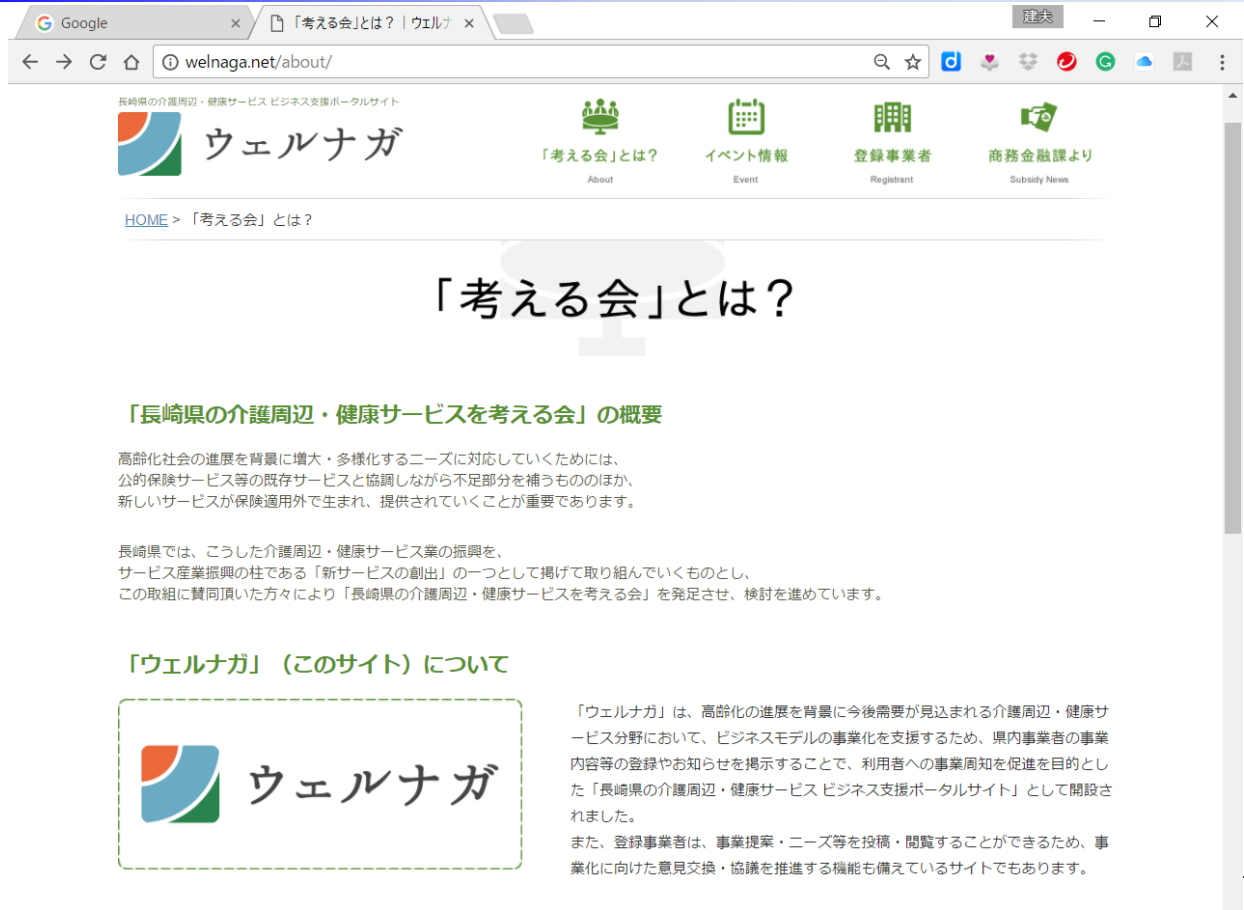 Google
「考える会」とは？｜ウェルナ
建夫
welnaga.net/about/
長崎県の介護周辺・健康サービス ビジネス支援ポータルサイト
ウェルナガ
「考える会」とは?
About
イベント情報
Event
登録事業者
Registrant
商務金融課より
Subsidy News
HOME > 「考える会」とは？
「考える会」とは？
「長崎県の介護周辺・健康サービスを考える会」の概要
高齢化社会の進展を背景に増大・多様化するニーズに対応していくためには、
公的保険サービス等の既存サービスと協調しながら不足部分を補うもののほか、
新しいサービスが保険適用外で生まれ、提供されていくことが重要であります。
長崎県では、こうした介護周辺・健康サービス業の振興を、
サービス産業振興の柱である「新サービスの創出」の一つとして掲げて取り組んでいくものとし、
この取組に賛同頂いた方々により「長崎県の介護周辺・健康サービスを考える会」を発足させ、検討を進めています。
「ウェルナガ」（このサイト）について
ウェルナガ
「ウェルナガ」は、高齢化の進展を背景に今後需要が見込まれる介護周辺・健康サ
ービス分野において、ビジネスモデルの事業化を支援するため、県内事業者の事業
内容等の登録やお知らせを掲示することで、利用者への事業周知を促進を目的とし
た「長崎県の介護周辺・健康サービス ビジネス支援ポータルサイト」として開設さ
れました。
また、登録事業者は、事業提案・ニーズ等を投稿・閲覧することができるため、事
業化に向けた意見交換・協議を推進する機能も備えているサイトでもあります。